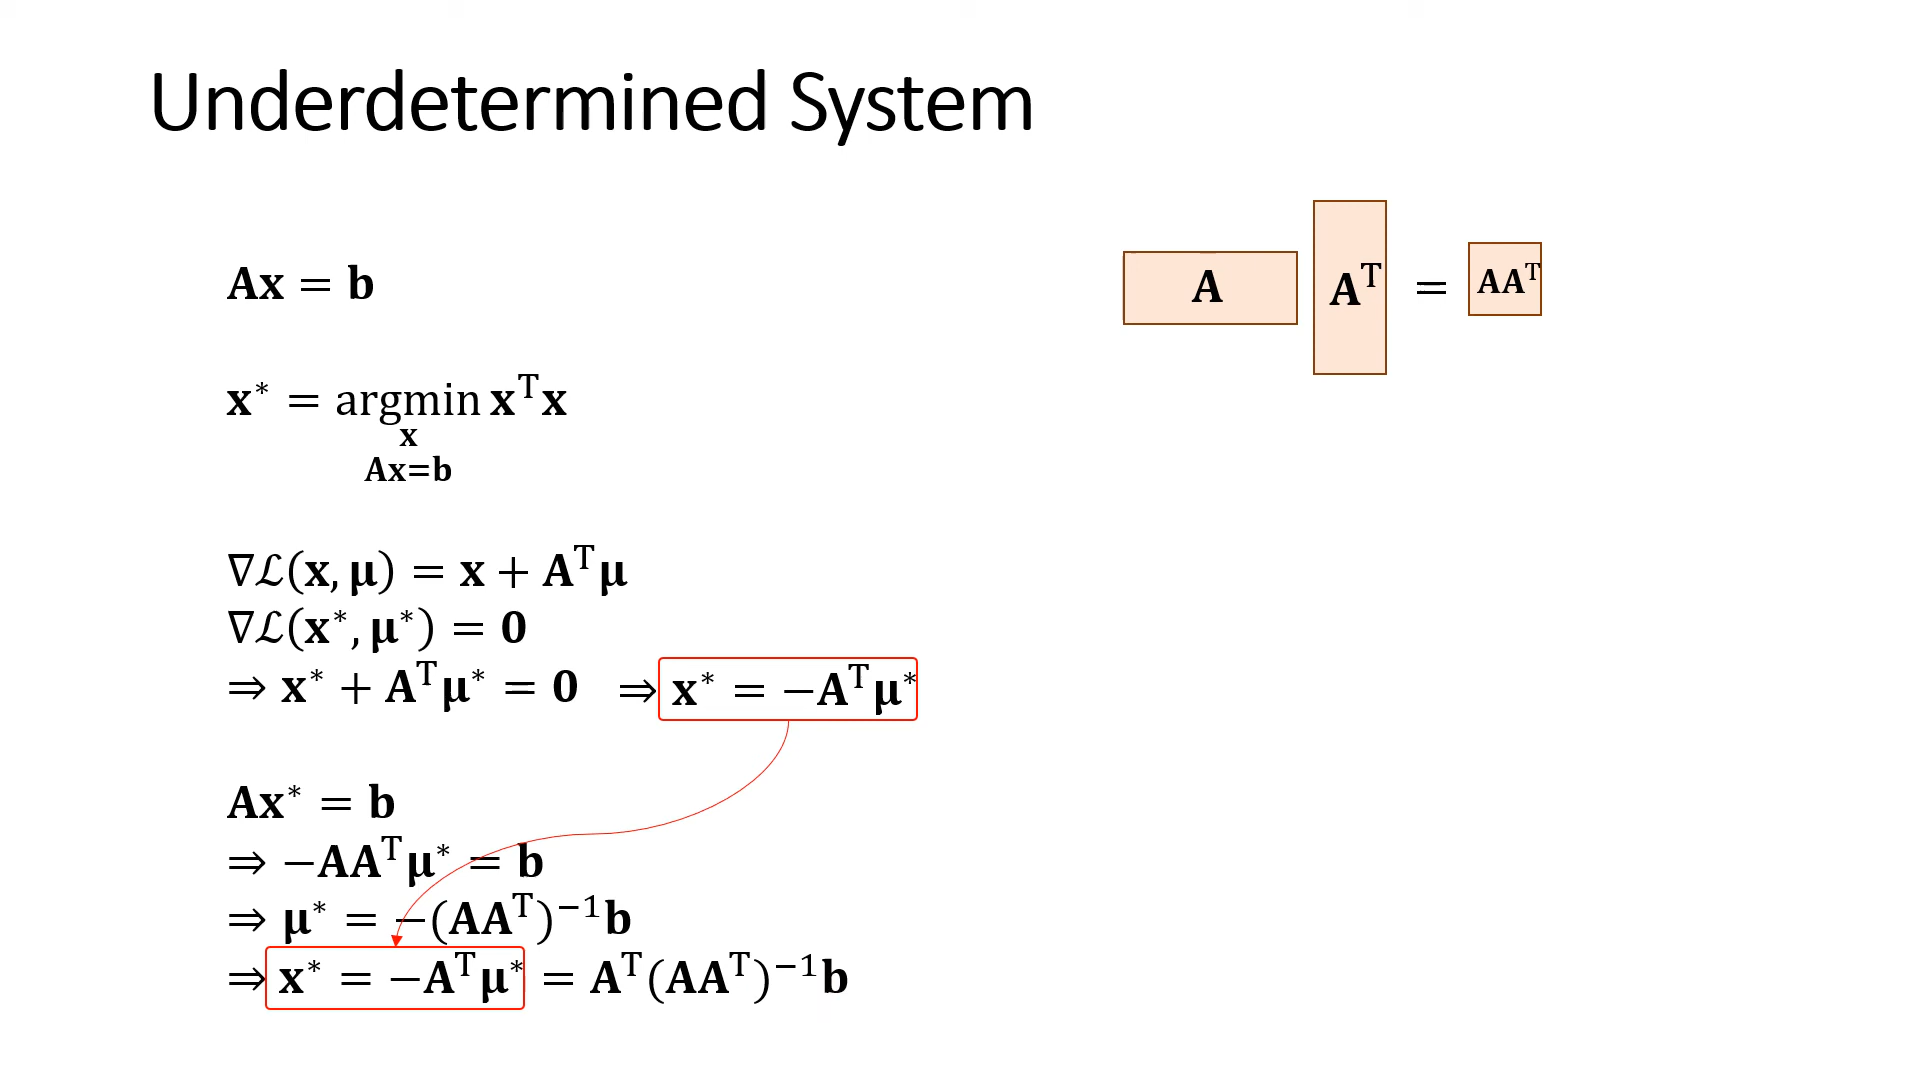 Underdetermined System
A Aᵀ = AAᵀ
Ax = b
x* = argmin xᵀx
x
Ax=b
∇ℒ(x, μ) = x + Aᵀμ
∇ℒ(x*, μ*) = 0
⇒ x* + Aᵀμ* = 0 ⇒ x* = −Aᵀμ*
Ax* = b
⇒ −AAᵀμ* = b
⇒ μ* = −(AAᵀ)⁻¹b
⇒ x* = −Aᵀμ* = Aᵀ(AAᵀ)⁻¹b